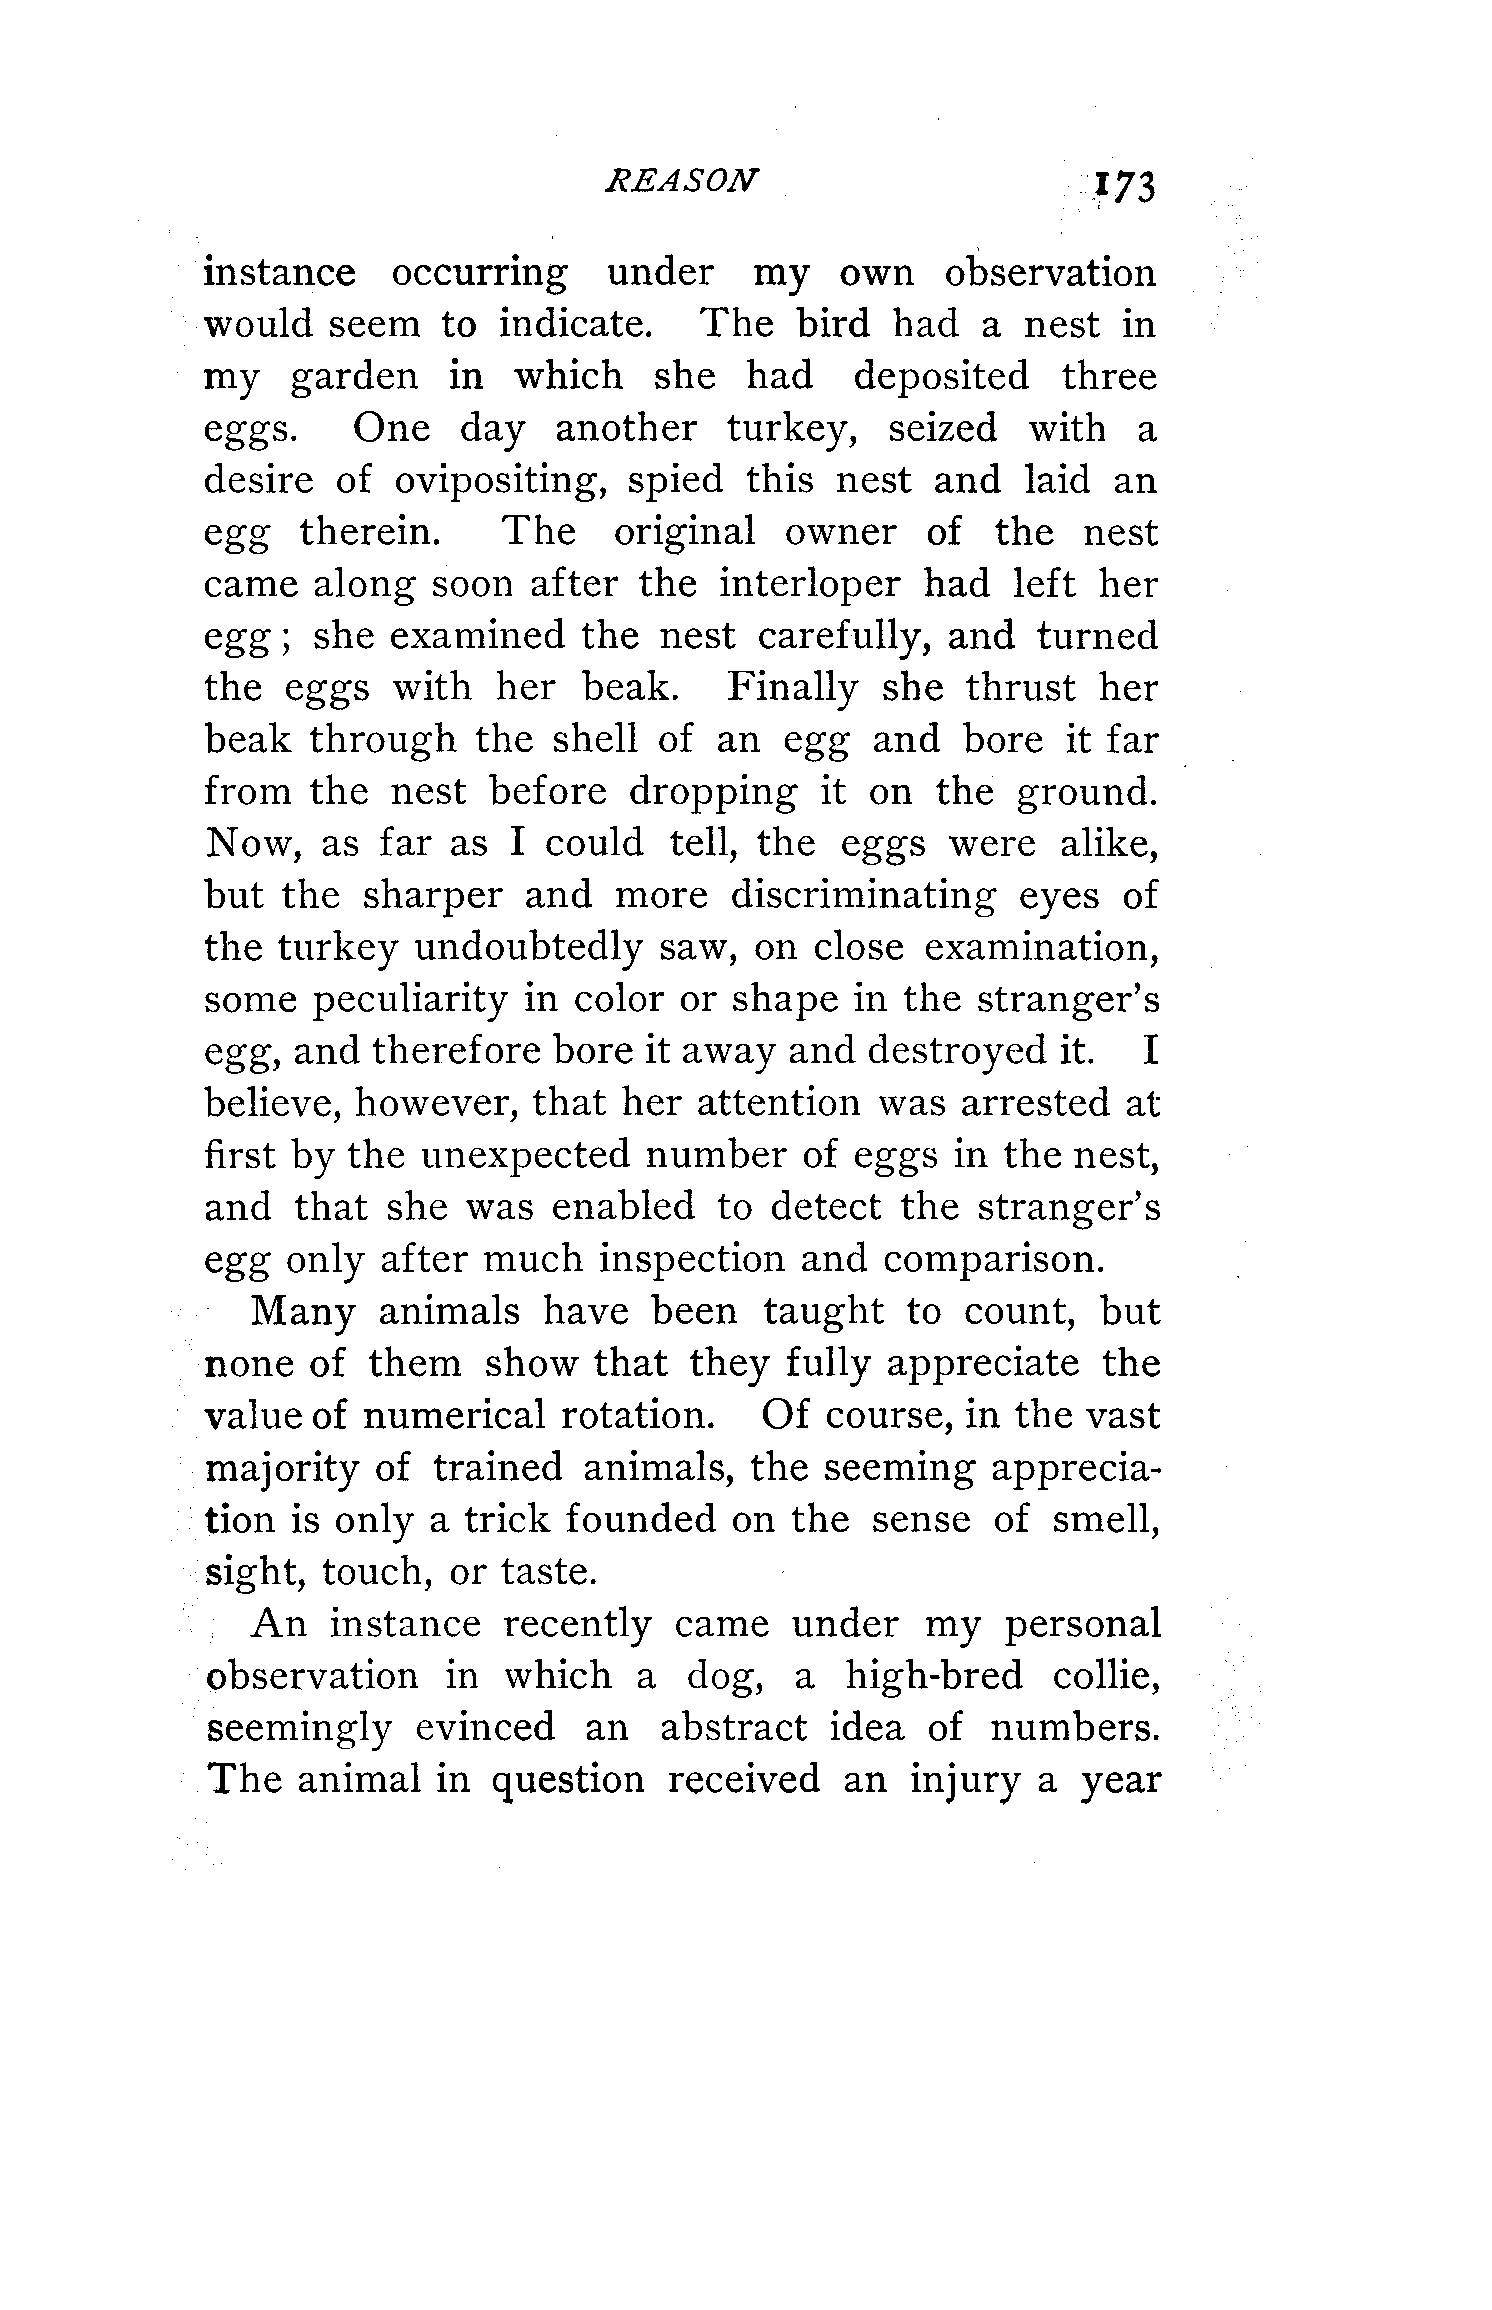 REASON 173
instance occurring under my own observation
would seem to indicate. The bird had a nest in
my garden in which she had deposited three
eggs. One day another turkey, seized with a
desire of ovipositing, spied this nest and laid an
egg therein. The original owner of the nest
came along soon after the interloper had left her
egg ; she examined the nest carefully, and turned
the eggs with her beak. Finally she thrust her
beak through the shell of an egg and bore it far
from the nest before dropping it on the ground.
Now, as far as I could tell, the eggs were alike,
but the sharper and more discriminating eyes of
the turkey undoubtedly saw, on close examination,
some peculiarity in color or shape in the stranger's
egg, and therefore bore it away and destroyed it. I
believe, however, that her attention was arrested at
first by the unexpected number of eggs in the nest,
and that she was enabled to detect the stranger's
egg only after much inspection and comparison.
Many animals have been taught to count, but
none of them show that they fully appreciate the
value of numerical rotation. Of course, in the vast
majority of trained animals, the seeming apprecia-
tion is only a trick founded on the sense of smell,
sight, touch, or taste.
An instance recently came under my personal
observation in which a dog, a high-bred collie,
seemingly evinced an abstract idea of numbers.
The animal in question received an injury a year